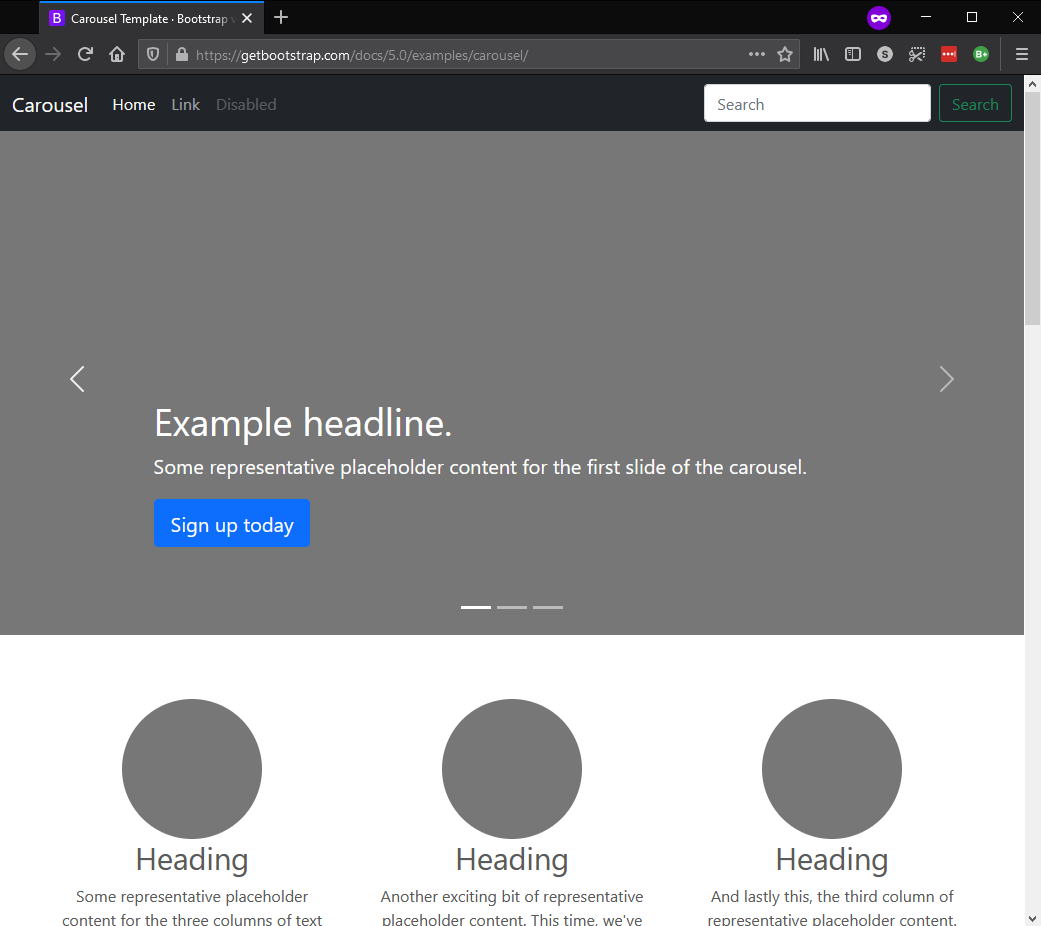 Carousel Template · Bootstrap v
https://getbootstrap.com/docs/5.0/examples/carousel/
Carousel Home Link Disabled Search Search
Example headline.
Some representative placeholder content for the first slide of the carousel.
Sign up today
Heading
Some representative placeholder
content for the three columns of text
Heading
Another exciting bit of representative
placeholder content. This time, we've
Heading
And lastly this, the third column of
representative placeholder content.